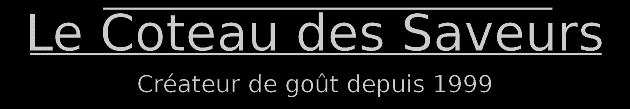 Le Coteau des Saveurs
Créateur de goût depuis 1999